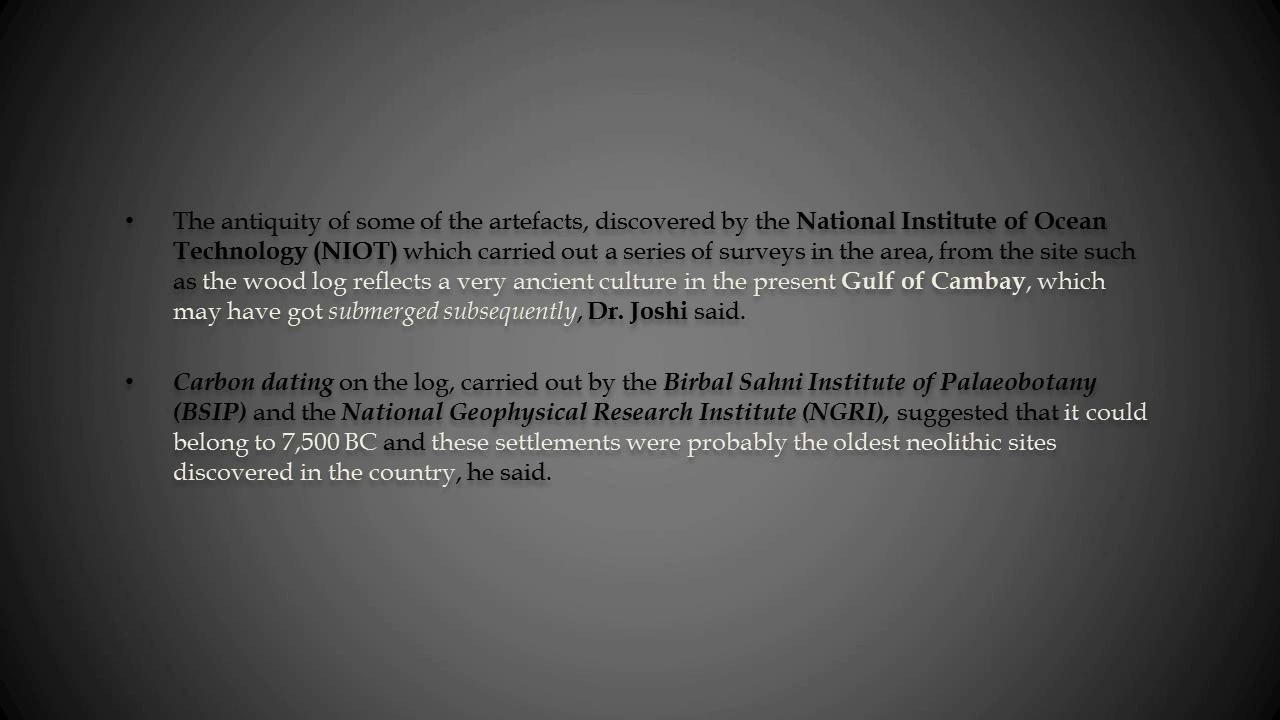 • The antiquity of some of the artefacts, discovered by the National Institute of Ocean
Technology (NIOT) which carried out a series of surveys in the area, from the site such
as the wood log reflects a very ancient culture in the present Gulf of Cambay, which
may have got submerged subsequently, Dr. Joshi said.
• Carbon dating on the log, carried out by the Birbal Sahni Institute of Palaeobotany
(BSIP) and the National Geophysical Research Institute (NGRI), suggested that it could
belong to 7,500 BC and these settlements were probably the oldest neolithic sites
discovered in the country, he said.